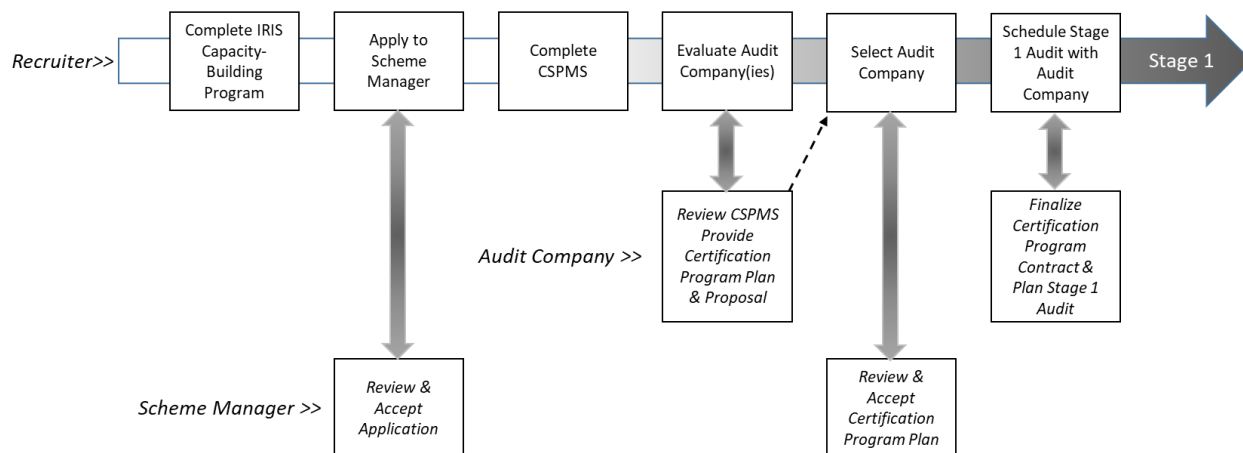 Recruiter>>
Complete IRIS
Capacity-
Building
Program
Apply to
Scheme
Manager
Complete
CSPMS
Evaluate Audit
Company(ies)
Select Audit
Company
Schedule Stage
1 Audit with
Audit
Company
Stage 1
Audit Company >>
Review CSPMS
Provide
Certification
Program Plan
& Proposal
Finalize
Certification
Program
Contract &
Plan Stage 1
Audit
Scheme Manager >>
Review &
Accept
Application
Review &
Accept
Certification
Program Plan